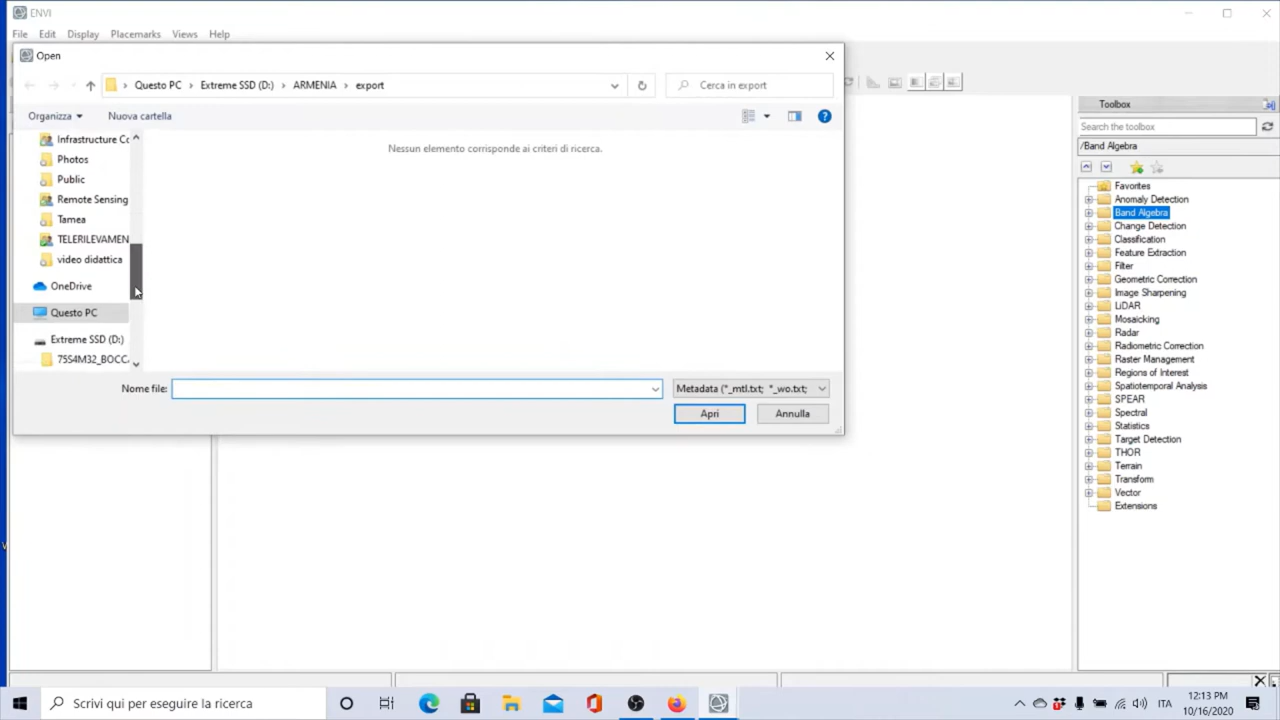 ENVI
File Edit Display Placemarks Views Help
Open
Questo PC Extreme SSD (D:) ARMENIA export
Cerca in export
Organizza Nuova cartella
Infrastructure Cc
Photos
Public
Remote Sensing
Tamea
TELERILEVAMEN
video didattica
OneDrive
Questo PC
Extreme SSD (D:)
75S4M32_BOCC
Nessun elemento corrisponde ai criteri di ricerca.
Nome file:
Metadata (*_mtl.txt; *_wo.txt;
Apri Annulla
Toolbox
Search the toolbox
/Band Algebra
Favorites
Anomaly Detection
Band Algebra
Change Detection
Classification
Feature Extraction
Filter
Geometric Correction
Image Sharpening
LiDAR
Mosaicking
Radar
Radiometric Correction
Raster Management
Regions of Interest
Spatiotemporal Analysis
SPEAR
Spectral
Statistics
Target Detection
THOR
Terrain
Transform
Vector
Extensions
Scrivi qui per eseguire la ricerca
ITA
12:13 PM
10/16/2020